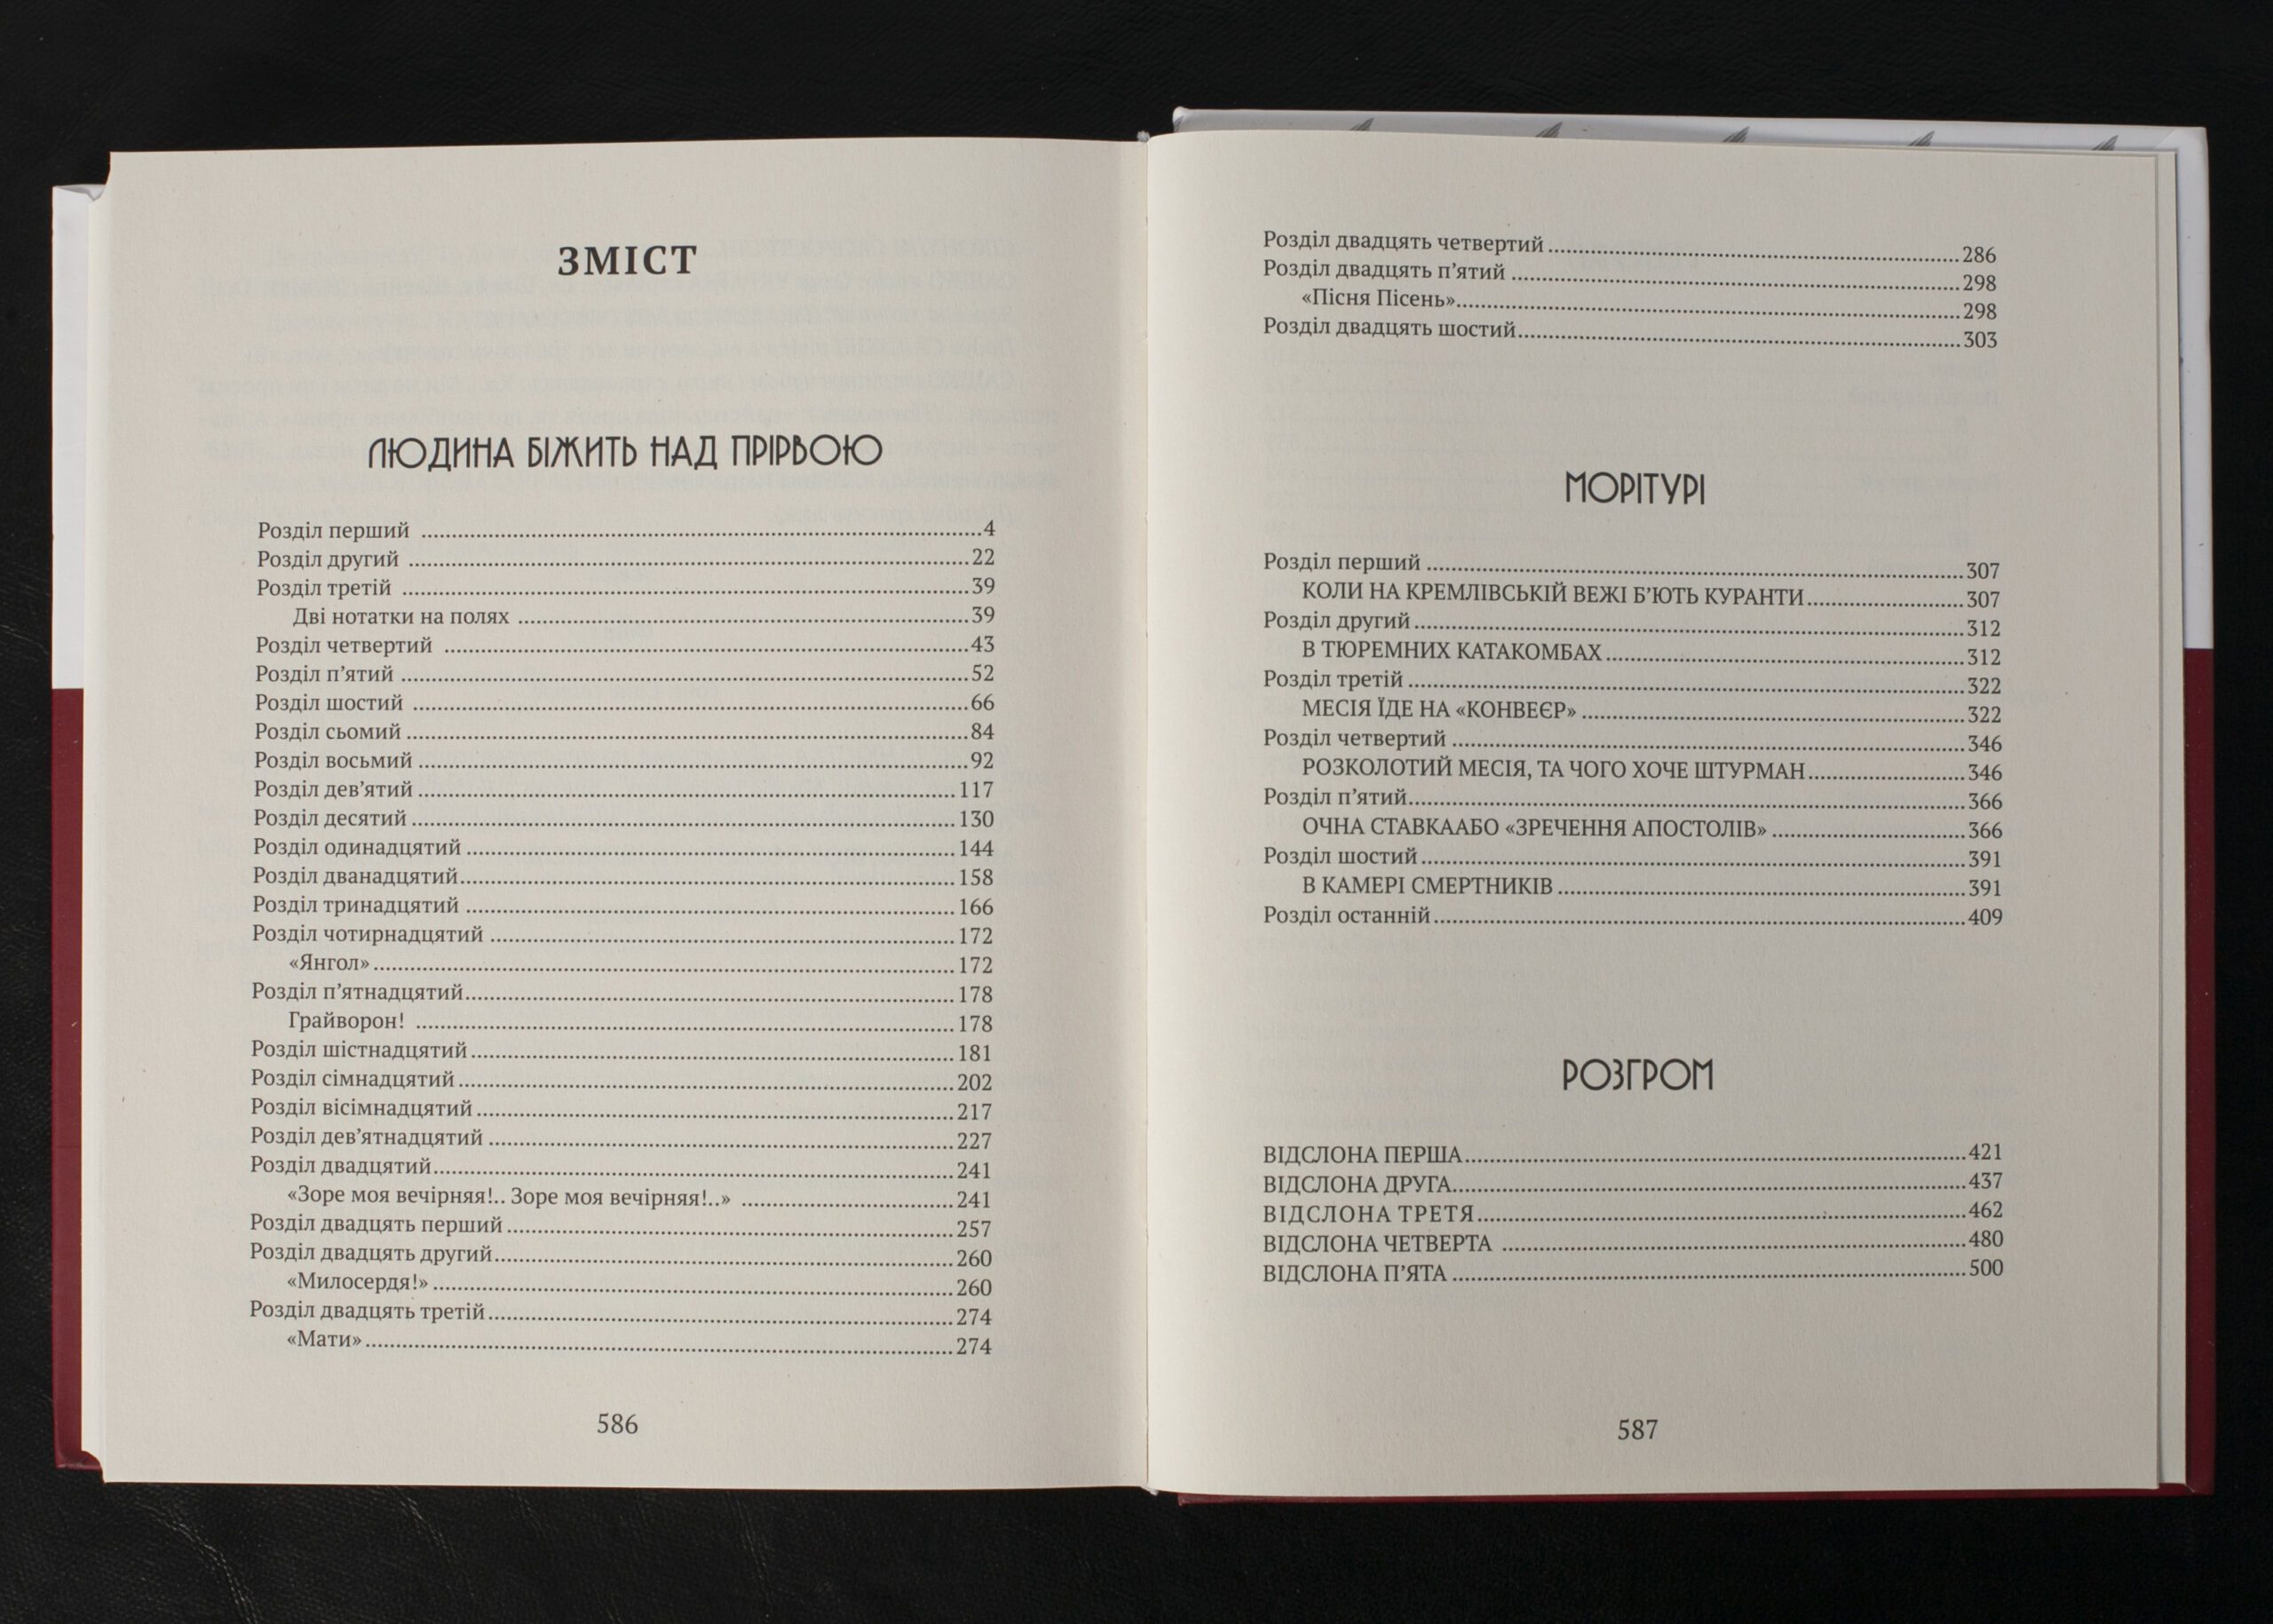 ЗМІСТ
ЛЮДИНА БІЖИТЬ НАД ПРІРВОЮ
Розділ перший ........ 4
Розділ другий ........ 22
Розділ третій ........ 39
Дві нотатки на полях ........ 39
Розділ четвертий ........ 43
Розділ п’ятий ........ 52
Розділ шостий ........ 66
Розділ сьомий ........ 84
Розділ восьмий ........ 92
Розділ дев’ятий ........ 117
Розділ десятий ........ 130
Розділ одинадцятий ........ 144
Розділ дванадцятий ........ 158
Розділ тринадцятий ........ 166
Розділ чотирнадцятий ........ 172
«Янгол» ........ 172
Розділ п’ятнадцятий ........ 178
Грайворон! ........ 178
Розділ шістнадцятий ........ 181
Розділ сімнадцятий ........ 202
Розділ вісімнадцятий ........ 217
Розділ дев’ятнадцятий ........ 227
Розділ двадцятий ........ 241
«Зоре моя вечірняя!.. Зоре моя вечірняя!..» ........ 241
Розділ двадцять перший ........ 257
Розділ двадцять другий ........ 260
«Милосердя!» ........ 260
Розділ двадцять третій ........ 274
«Мати» ........ 274
586
Розділ двадцять четвертий ........ 286
Розділ двадцять п’ятий ........ 298
«Пісня Пісень» ........ 298
Розділ двадцять шостий ........ 303
МОРІТУРІ
Розділ перший ........ 307
КОЛИ НА КРЕМЛІВСЬКІЙ ВЕЖІ Б’ЮТЬ КУРАНТИ ........ 307
Розділ другий ........ 312
В ТЮРЕМНИХ КАТАКОМБАХ ........ 312
Розділ третій ........ 322
МЕСІЯ ЇДЕ НА «КОНВЕЄР» ........ 322
Розділ четвертий ........ 346
РОЗКОЛОТИЙ МЕСІЯ, ТА ЧОГО ХОЧЕ ШТУРМАН ........ 346
Розділ п’ятий ........ 366
ОЧНА СТАВКААБО «ЗРЕЧЕННЯ АПОСТОЛІВ» ........ 366
Розділ шостий ........ 391
В КАМЕРІ СМЕРТНИКІВ ........ 391
Розділ останній ........ 409
РОЗГРОМ
ВІДСЛОНА ПЕРША ........ 421
ВІДСЛОНА ДРУГА ........ 437
ВІДСЛОНА ТРЕТЯ ........ 462
ВІДСЛОНА ЧЕТВЕРТА ........ 480
ВІДСЛОНА П’ЯТА ........ 500
587